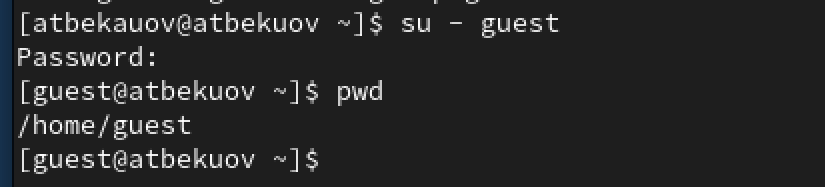 [atbekauov@atbekuov ~]$ su - guest
Password:
[guest@atbekuov ~]$ pwd
/home/guest
[guest@atbekuov ~]$